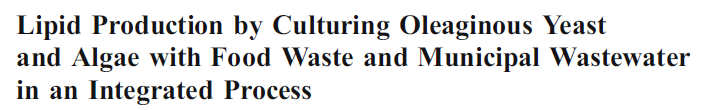 Lipid Production by Culturing Oleaginous Yeast
and Algae with Food Waste and Municipal Wastewater
in an Integrated Process